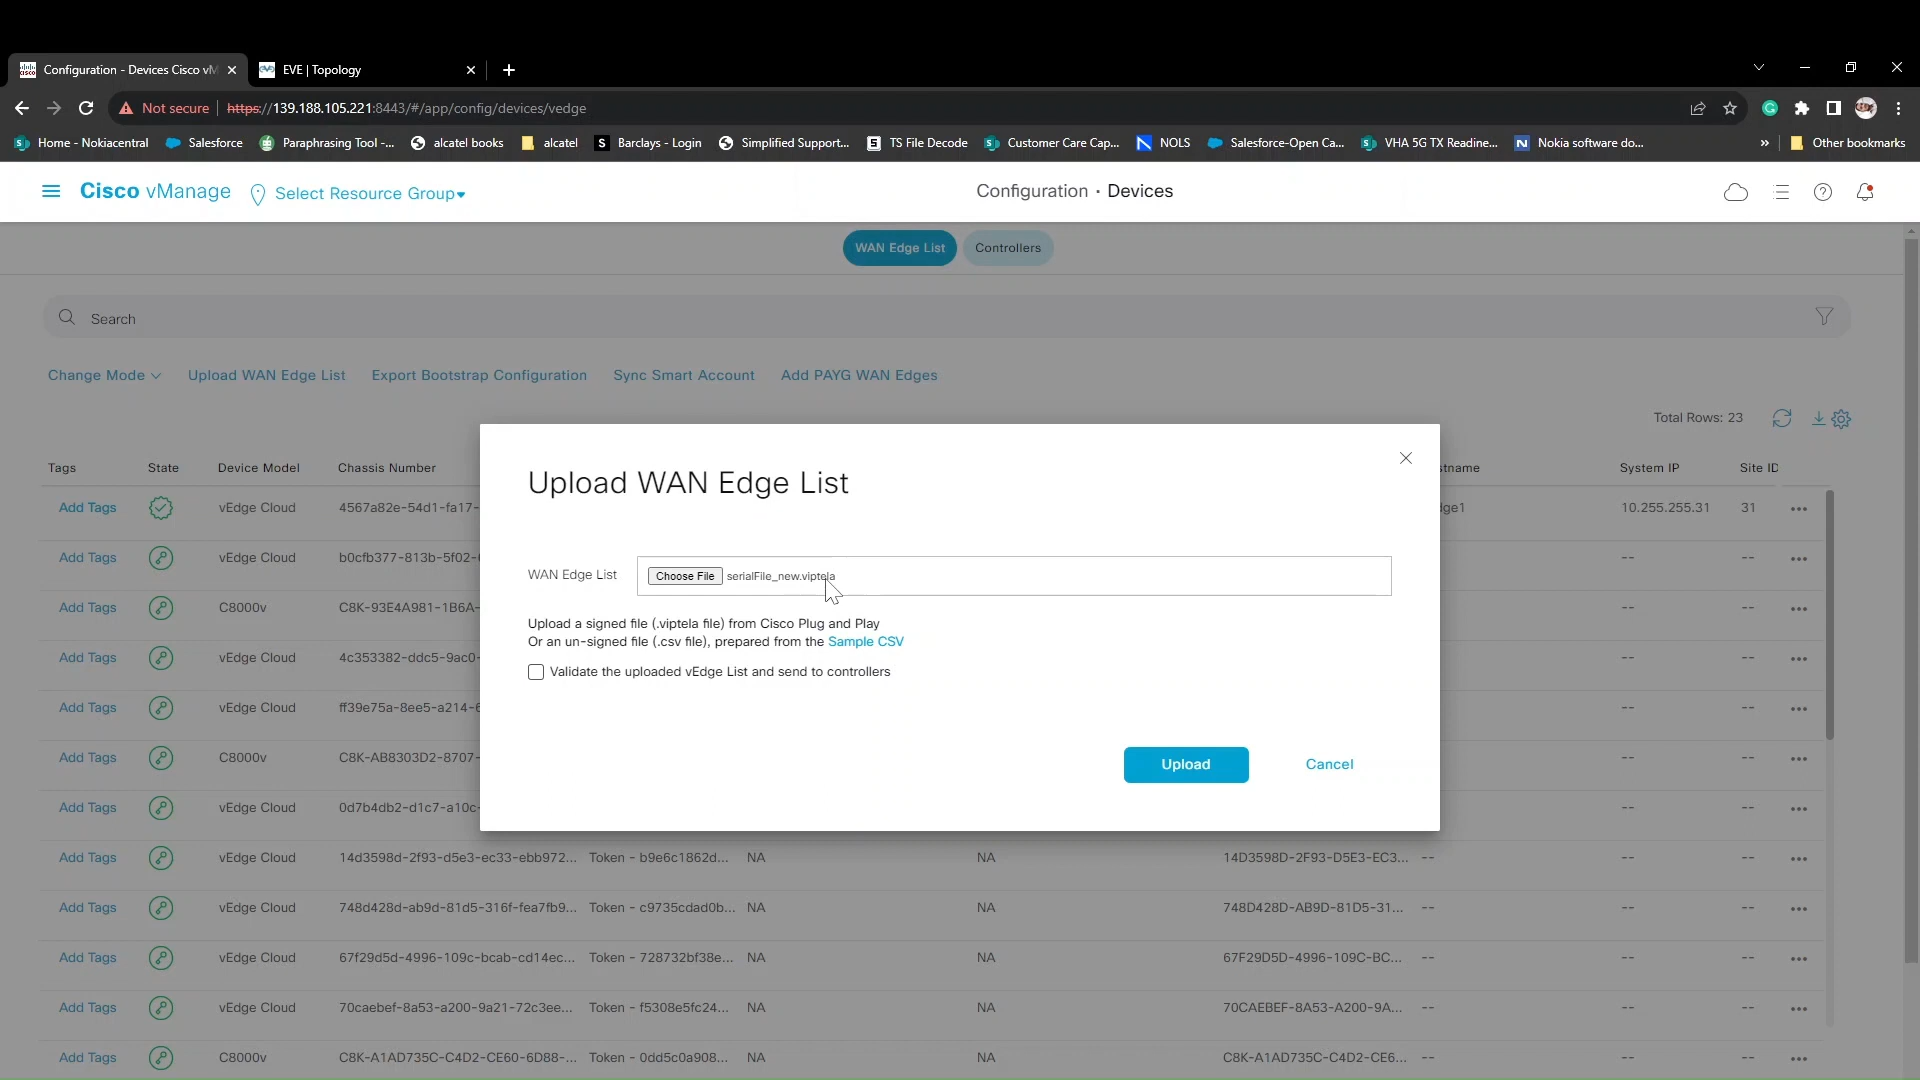 Configuration - Devices Cisco vM
EVE | Topology
Not secure
https://139.188.105.221:8443/#/app/config/devices/vedge
Home - Nokiacentral
Salesforce
Paraphrasing Tool -...
alcatel books
alcatel
Barclays - Login
Simplified Support...
TS File Decode
Customer Care Cap...
NOLS
Salesforce-Open Ca...
VHA 5G TX Readine...
Nokia software do...
Other bookmarks
Cisco vManage
Select Resource Group
Configuration · Devices
WAN Edge List
Controllers
Search
Change Mode
Upload WAN Edge List
Export Bootstrap Configuration
Sync Smart Account
Add PAYG WAN Edges
Total Rows: 23
Tags State Device Model Chassis Number stname System IP Site ID
Add Tags vEdge Cloud 4567a82e-54d1-fa17- dge1 10.255.255.31 31
Add Tags vEdge Cloud b0cfb377-813b-5f02- -- --
Add Tags C8000v C8K-93E4A981-1B6A- -- --
Add Tags vEdge Cloud 4c353382-ddc5-9ac0- -- --
Add Tags vEdge Cloud ff39e75a-8ee5-a214- -- --
Add Tags C8000v C8K-AB8303D2-8707- -- --
Add Tags vEdge Cloud 0d7b4db2-d1c7-a10c- -- --
Add Tags vEdge Cloud 14d3598d-2f93-d5e3-ec33-ebb972... Token - b9e6c1862d... NA NA 14D3598D-2F93-D5E3-EC3... -- -- --
Add Tags vEdge Cloud 748d428d-ab9d-81d5-316f-fea7fb9... Token - c9735cdad0b... NA NA 748D428D-AB9D-81D5-31... -- -- --
Add Tags vEdge Cloud 67f29d5d-4996-109c-bcab-cd14ec... Token - 728732bf38e... NA NA 67F29D5D-4996-109C-BC... -- -- --
Add Tags vEdge Cloud 70caebef-8a53-a200-9a21-72c3ee... Token - f5308e5fc24... NA NA 70CAEBEF-8A53-A200-9A... -- -- --
Add Tags C8000v C8K-A1AD735C-C4D2-CE60-6D88-... Token - 0dd5c0a908... NA NA C8K-A1AD735C-C4D2-CE6... -- -- --
Upload WAN Edge List
WAN Edge List
Choose File serialFile_new.viptela
Upload a signed file (.viptela file) from Cisco Plug and Play
Or an un-signed file (.csv file), prepared from the Sample CSV
Validate the uploaded vEdge List and send to controllers
Upload
Cancel